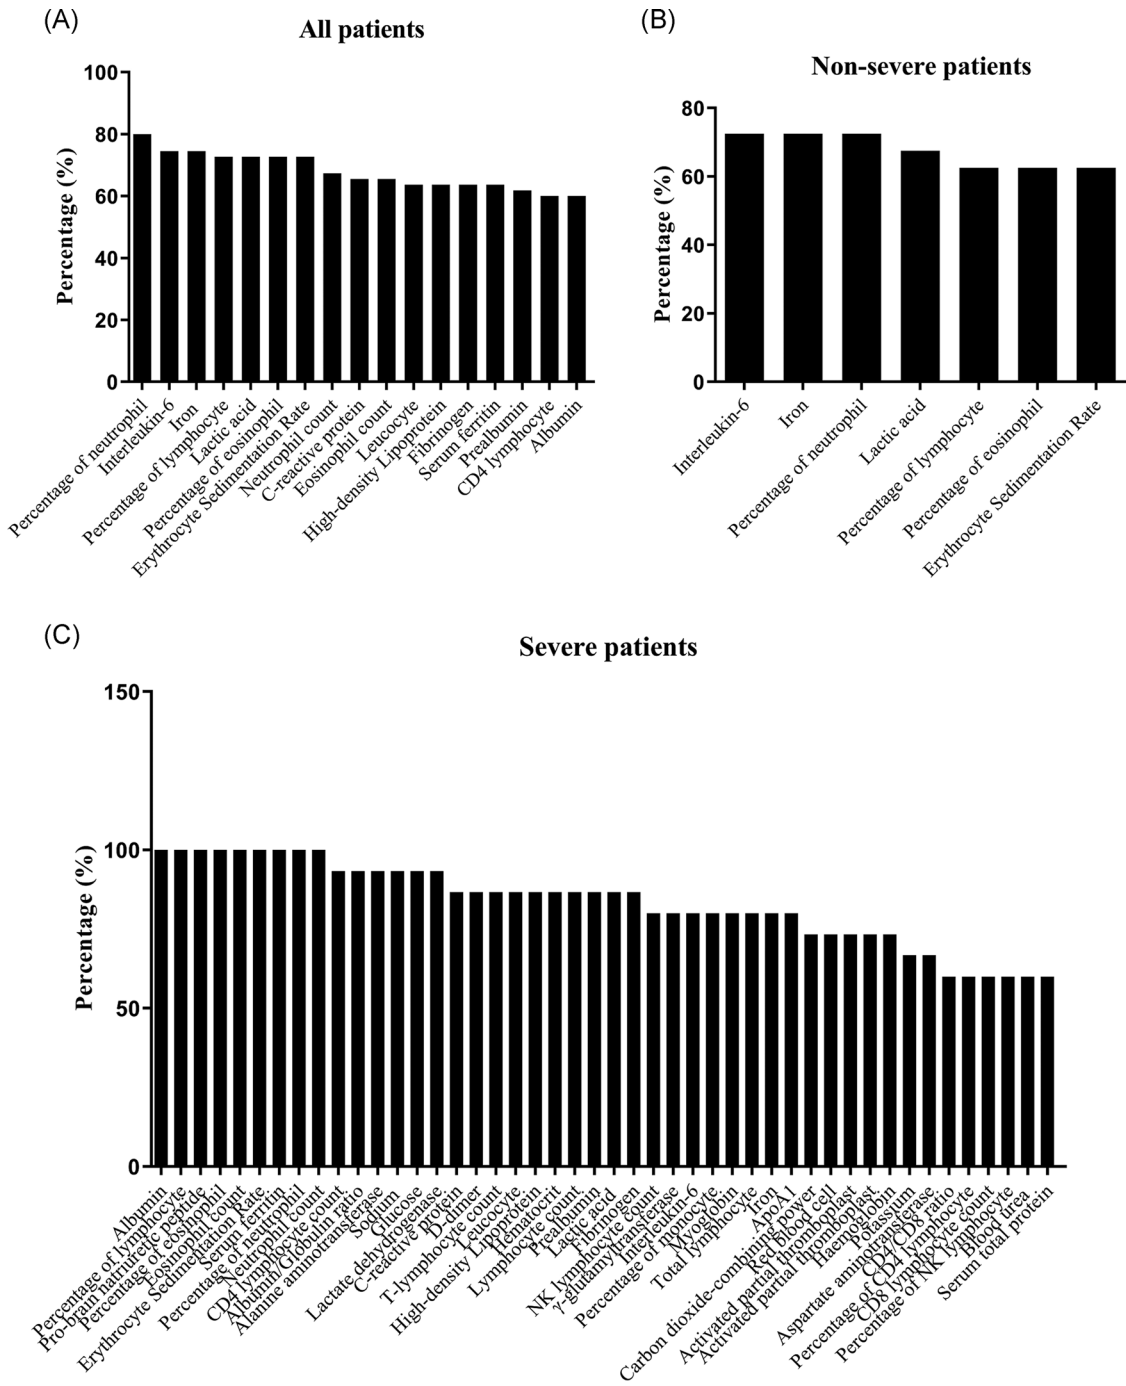 (A)
All patients
Percentage (%)
100
80
60
40
20
0
Percentage of neutrophil
Interleukin-6
Iron
Percentage of lymphocyte
Lactic acid
Percentage of eosinophil
Erythrocyte Sedimentation Rate
Neutrophil count
C-reactive protein
Eosinophil count
Leucocyte
High-density Lipoprotein
Fibrinogen
Serum ferritin
Prealbumin
CD4 lymphocyte
Albumin
(B)
Non-severe patients
Percentage (%)
80
60
40
20
0
Interleukin-6
Iron
Percentage of neutrophil
Lactic acid
Percentage of lymphocyte
Percentage of eosinophil
Erythrocyte Sedimentation Rate
(C)
Severe patients
Percentage (%)
150
100
50
0
Albumin
Percentage of lymphocyte
Pro-brain natriuretic peptide
Percentage of eosinophil
Eosinophil count
Erythrocyte Sedimentation Rate
Serum ferritin
Percentage of neutrophil
Neutrophil count
CD4 lymphocyte count
Albumin/Globulin ratio
Alanine aminotransferase
Sodium
Glucose
Lactate dehydrogenase
C-reactive protein
D-dimer
T-lymphocyte count
Leucocyte
High-density Lipoprotein
Hematocrit
Lymphocyte count
Prealbumin
Lactic acid
Fibrinogen
NK lymphocyte count
γ-glutamyltransferase
Interleukin-6
Percentage of monocyte
Myoglobin
Total lymphocyte
Iron
ApoA1
Carbon dioxide-combining power
Red blood cell
Activated partial thromboplast
Activated partial thromboplast
Haemoglobin
Potassium
Aspartate aminotransferase
CD4/CD8 ratio
Percentage of CD4 lymphocyte
CD8 lymphocyte count
Percentage of NK lymphocyte
Blood urea
Serum total protein